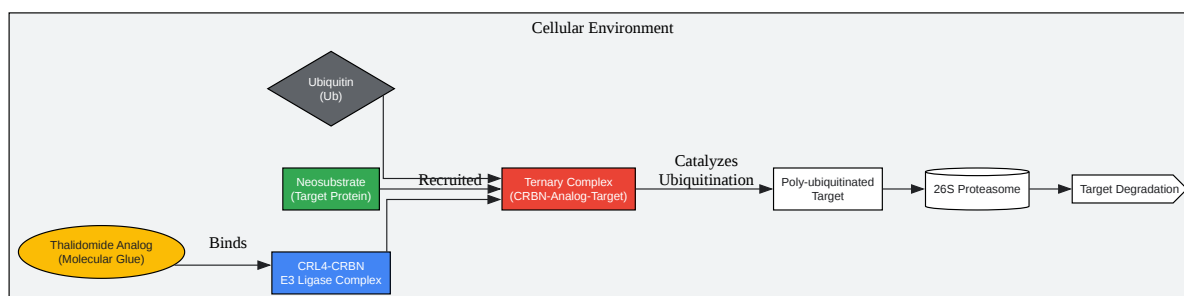 Cellular Environment
Ubiquitin
(Ub)
Neosubstrate
(Target Protein)
Recruited
Ternary Complex
(CRBN-Analog-Target)
Catalyzes
Ubiquitination
Poly-ubiquitinated
Target
26S Proteasome
Target Degradation
Thalidomide Analog
(Molecular Glue)
Binds
CRL4-CRBN
E3 Ligase Complex